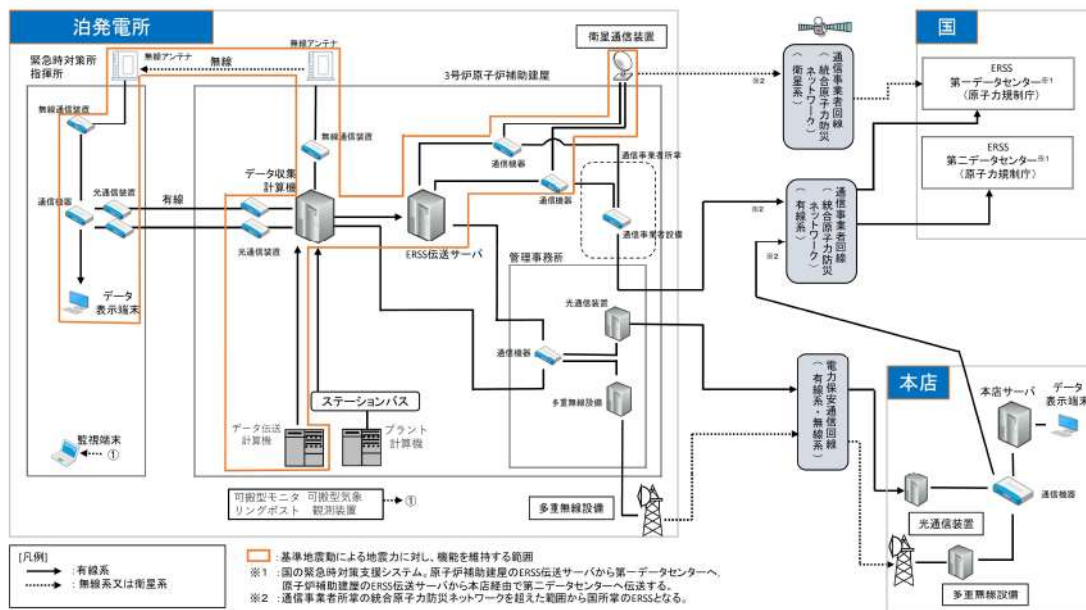 泊発電所
緊急時対策所
指揮所
無線アンテナ
無線
無線アンテナ
衛星通信装置
3号炉原子炉補助建屋
無線通信装置
無線通信装置
通信機器
通信事業者所掌
データ収集
計算機
光通信装置
有線
通信機器
通信機器
光通信装置
ERSS伝送サーバ
通信事業者設備
データ
表示端末
管理事務所
光通信装置
通信機器
多重無線設備
ステーションバス
データ伝送
計算機
プラント
計算機
監視端末
①
可搬型モニタ
リングポスト
可搬型気象
観測装置
①
多重無線設備
※2
通信事業者回線
(統合原子力防災
ネットワーク)
(衛星系)
※2
※2
通信事業者回線
(統合原子力防災
ネットワーク)
(有線系)
電力保安通信回線
(有線系・無線系)
国
ERSS
第一データセンター※1
(原子力規制庁)
ERSS
第二データセンター※1
(原子力規制庁)
本店
本店サーバ
データ
表示端末
通信機器
光通信装置
多重無線設備
[凡例]
:有線系
:無線系又は衛星系
:基準地震動による地震力に対し、機能を維持する範囲
※1 :国の緊急時対策支援システム。原子炉補助建屋のERSS伝送サーバから第一データセンターへ、
原子炉補助建屋のERSS伝送サーバから本店経由で第二データセンターへ伝送する。
※2 :通信事業者所掌の統合原子力防災ネットワークを超えた範囲から国所掌のERSSとなる。